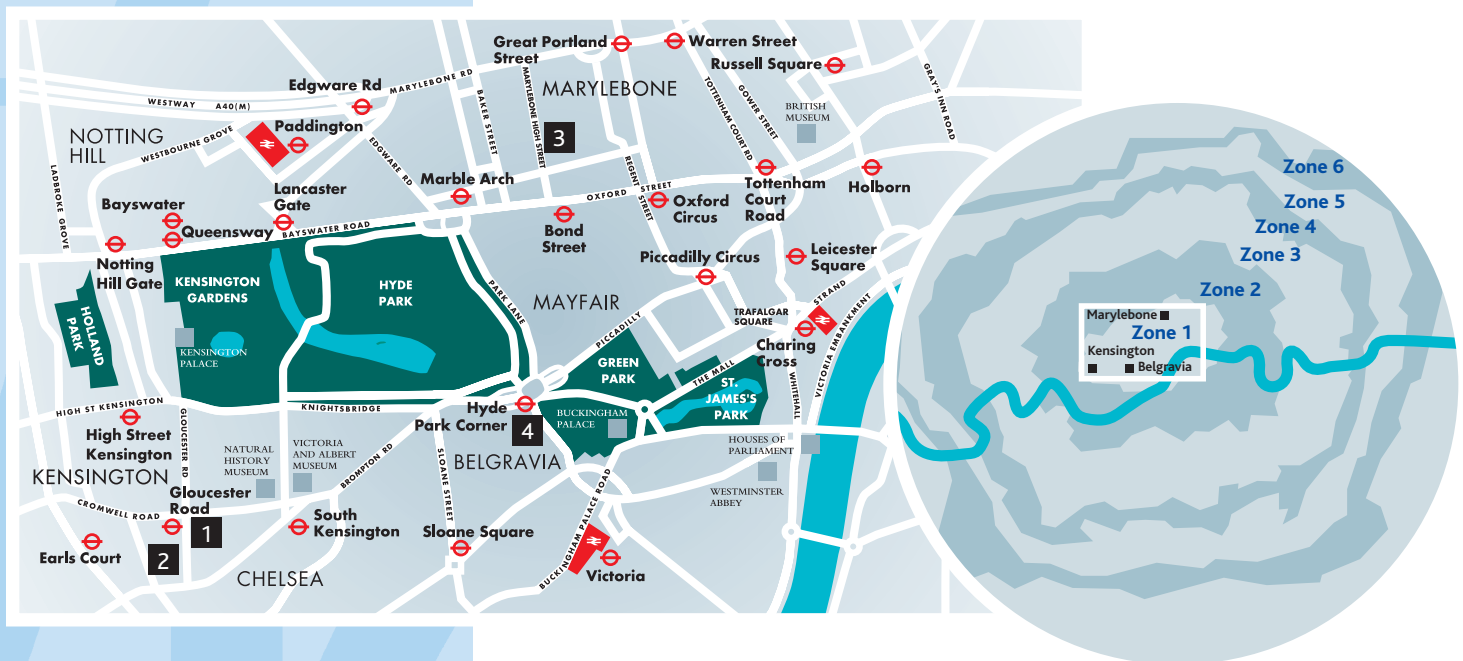 Great Portland
Street
Warren Street
Russell Square
MARYLEBONE RD
Edgware Rd
MARYLEBONE
WESTWAY A40(M)
BAKER STREET
MARYLEBONE HIGH STREET
TOTTENHAM COURT RD
GOWER STREET
GRAY'S INN ROAD
BRITISH
MUSEUM
NOTTING
HILL
WESTBOURNE GROVE
Paddington
3
EDGWARE RD
REGENT STREET
LADBROKE GROVE
Lancaster
Gate
Marble Arch
OXFORD STREET
Tottenham
Court
Road
Holborn
Bayswater
Queensway
BAYSWATER ROAD
Bond
Street
Oxford
Circus
Notting
Hill Gate
Piccadilly Circus
Leicester
Square
KENSINGTON
GARDENS
HYDE
PARK
PARK LANE
MAYFAIR
STRAND
TRAFALGAR
SQUARE
VICTORIA EMBANKMENT
HOLLAND
PARK
KENSINGTON
PALACE
PICCADILLY
Charing
Cross
GREEN
PARK
THE MALL
WHITEHALL
ST.
JAMES'S
PARK
HIGH ST KENSINGTON
KNIGHTSBRIDGE
Hyde
Park Corner
4
BUCKINGHAM
PALACE
High Street
Kensington
GLOUCESTER RD
NATURAL
HISTORY
MUSEUM
VICTORIA
AND ALBERT
MUSEUM
BROMPTON RD
SLOANE STREET
BELGRAVIA
HOUSES OF
PARLIAMENT
KENSINGTON
WESTMINSTER
ABBEY
CROMWELL ROAD
Gloucester
Road
1
South
Kensington
Sloane Square
BUCKINGHAM PALACE ROAD
Earls Court
2
CHELSEA
Victoria
Zone 6
Zone 5
Zone 4
Zone 3
Zone 2
Marylebone
Zone 1
Kensington
Belgravia